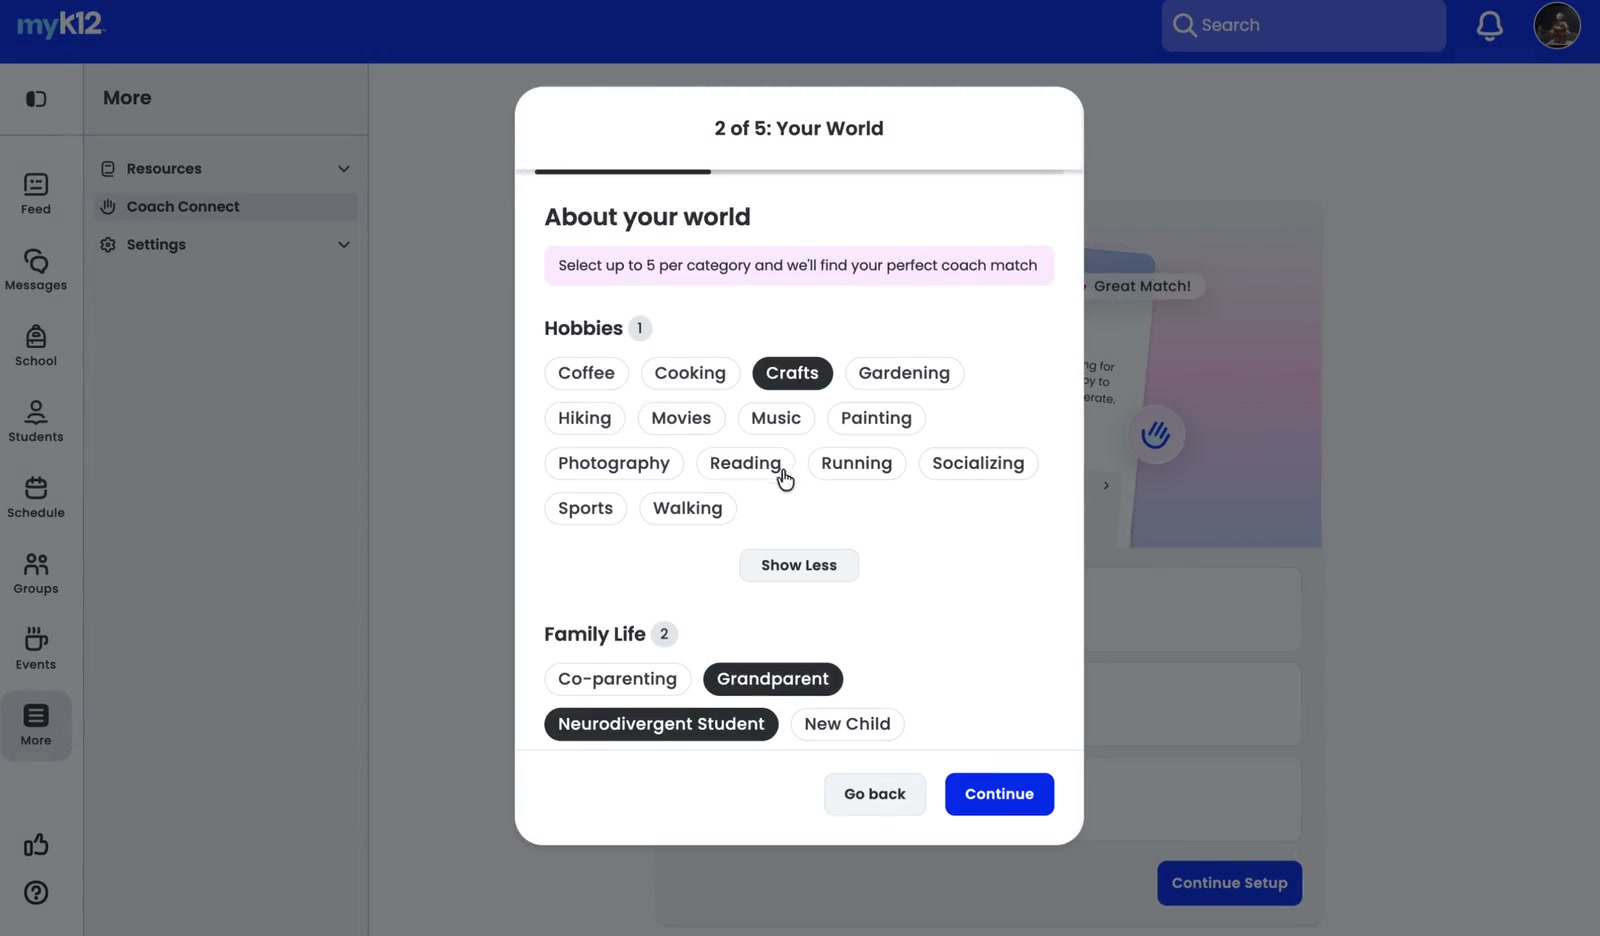 myK12
Search
More
Resources
Coach Connect
Settings
Feed
Messages
School
Students
Schedule
Groups
Events
More
2 of 5: Your World
About your world
Select up to 5 per category and we'll find your perfect coach match
Hobbies 1
Coffee Cooking Crafts Gardening
Hiking Movies Music Painting
Photography Reading Running Socializing
Sports Walking
Show Less
Family Life 2
Co-parenting Grandparent
Neurodivergent Student New Child
Go back Continue
Great Match!
for
to
Continue Setup